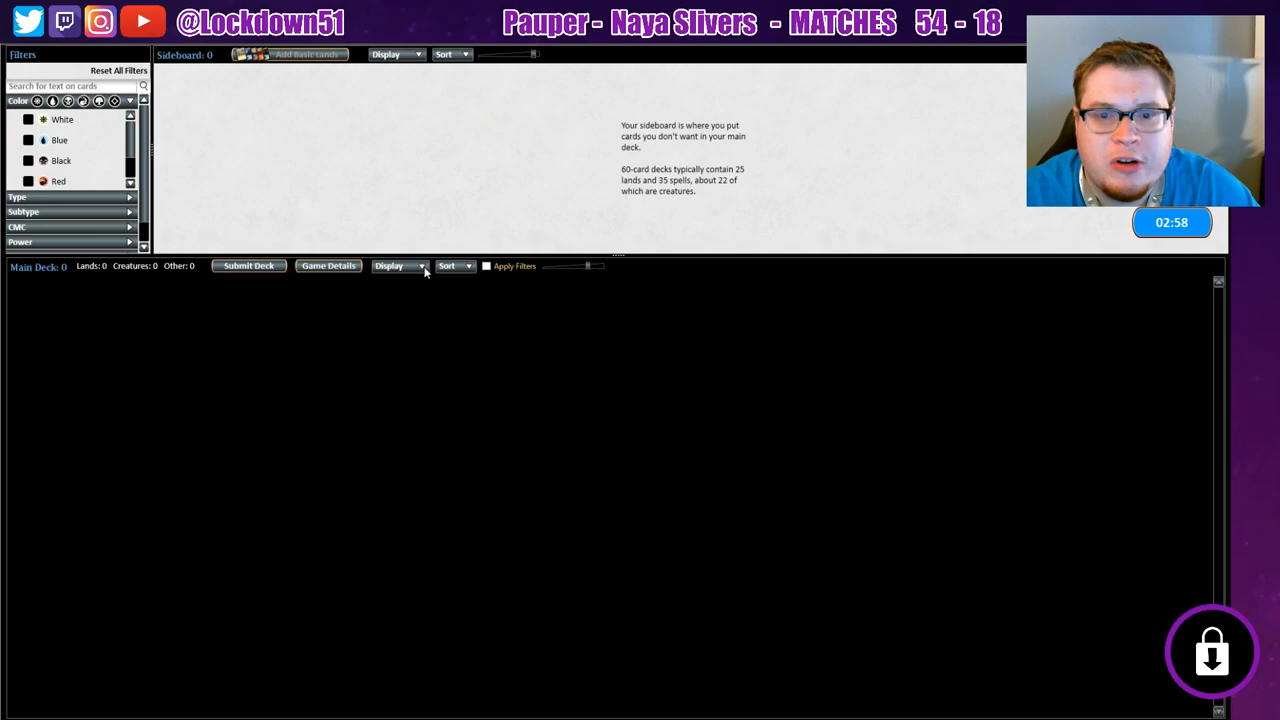 @Lockdown51
Pauper - Naya Slivers - MATCHES 54 - 18
Filters
Sideboard: 0
Add Basic Lands
Display
Sort
Reset All Filters
Search for text on cards
Color
White
Blue
Black
Red
Type
Subtype
CMC
Power
Your sideboard is where you put
cards you don't want in your main
deck.
60-card decks typically contain 25
lands and 35 spells, about 22 of
which are creatures.
02:58
Main Deck: 0
Lands: 0 Creatures: 0 Other: 0
Submit Deck
Game Details
Display
Sort
Apply Filters